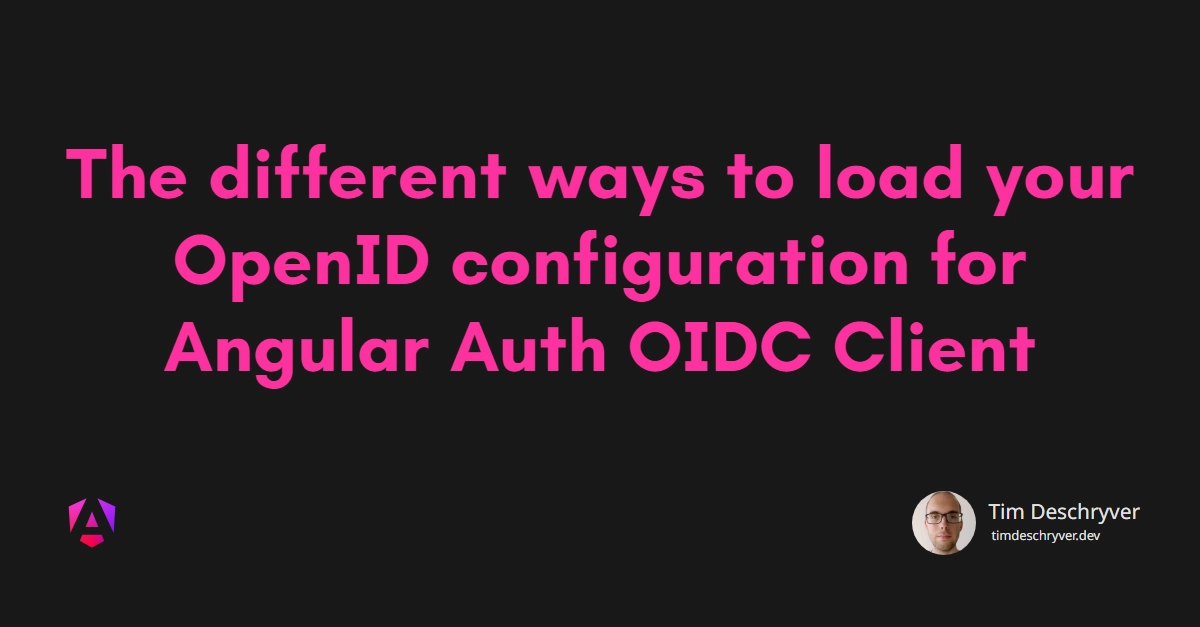 The different ways to load your
OpenID configuration for
Angular Auth OIDC Client
Tim Deschryver
timdeschryver.dev